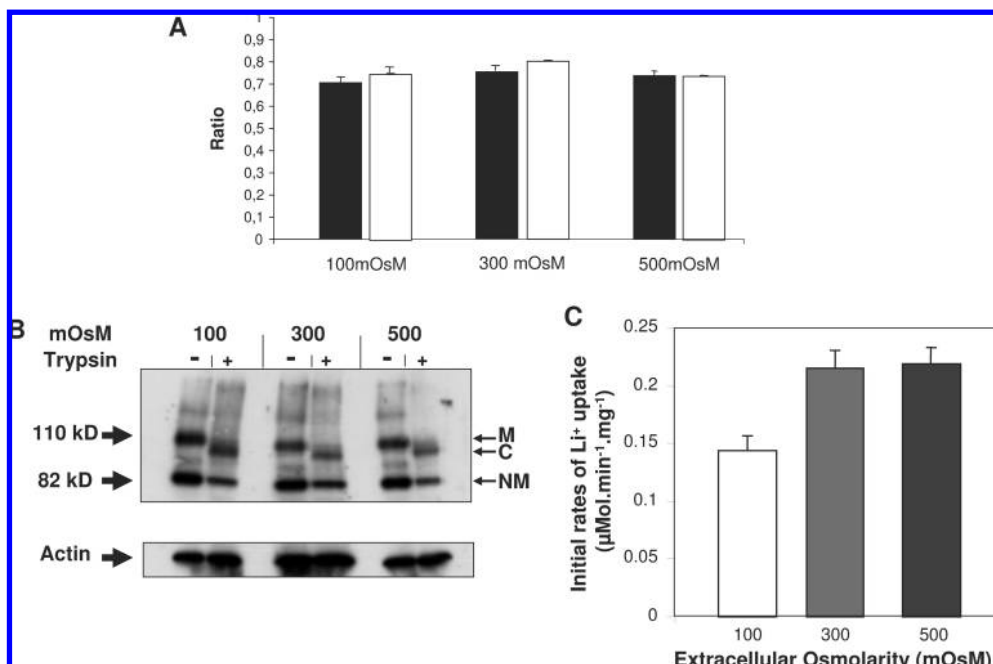 A
1
0,9
0,8
0,7
0,6
0,5
0,4
0,3
0,2
0,1
0
Ratio
100mOsM 300 mOsM 500mOsM
B
mOsM 100 300 500
Trypsin - + - + - +
110 kD
82 kD
M
C
NM
Actin
C
0.25
0.2
0.15
0.1
0.05
0
Initial rates of Li⁺ uptake
(µMol.min⁻¹.mg⁻¹)
100 300 500
Extracellular Osmolarity (mOsM)